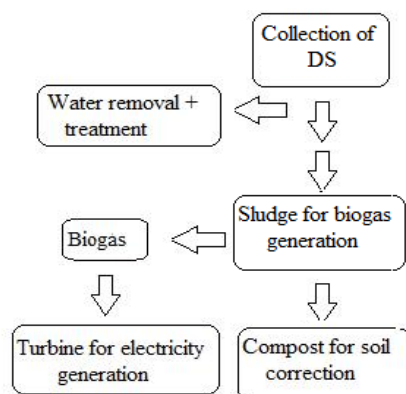 Collection of
DS
Water removal +
treatment
Sludge for biogas
generation
Biogas
Turbine for electricity
generation
Compost for soil
correction